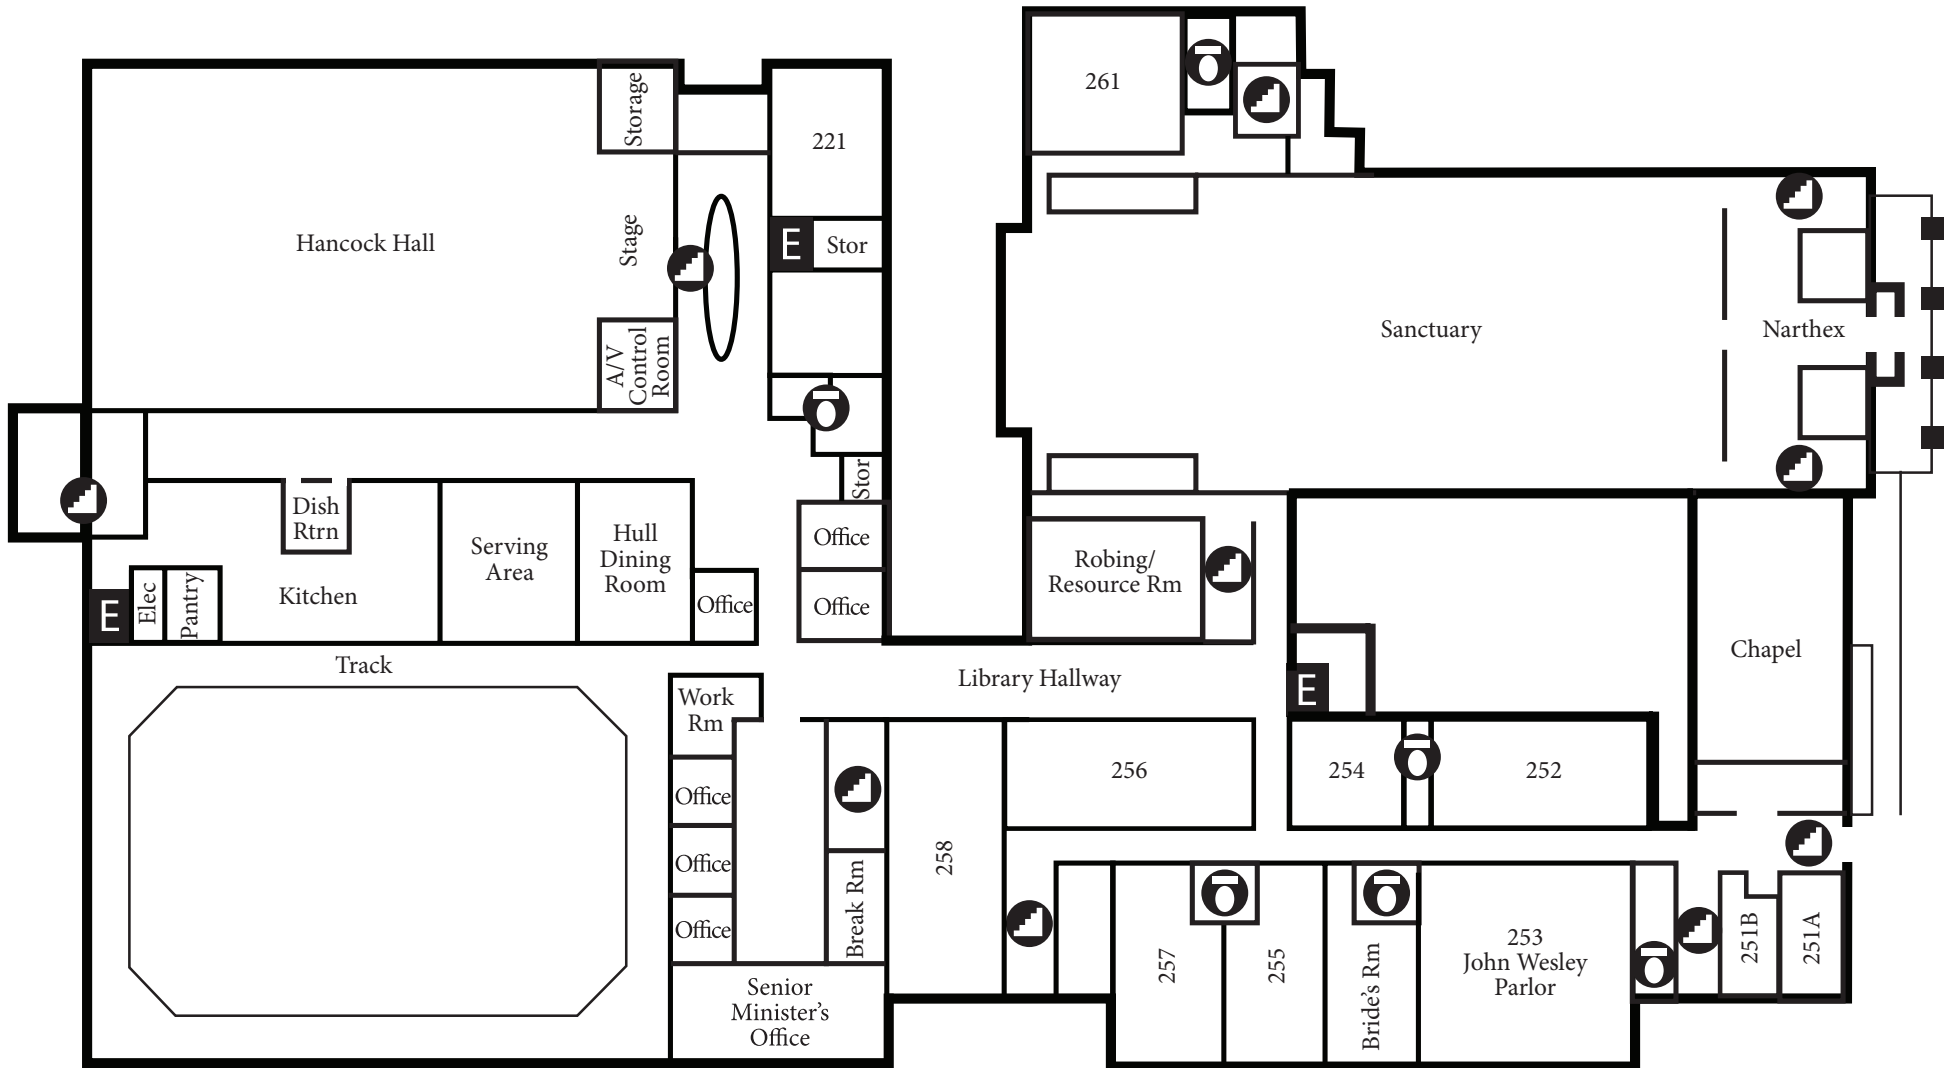 261
Storage
221
Hancock Hall
Stage
E
Stor
Sanctuary
Narthex
A/V
Control
Room
Stor
Dish
Rtrn
Serving
Area
Hull
Dining
Room
Office
Robing/
Resource Rm
Elec
Pantry
Kitchen
Office
Office
E
Track
Library Hallway
Chapel
E
Work
Rm
256
254
252
Office
Office
Office
Break Rm
258
257
255
Bride's Rm
253
John Wesley
Parlor
251B
251A
Senior
Minister's
Office